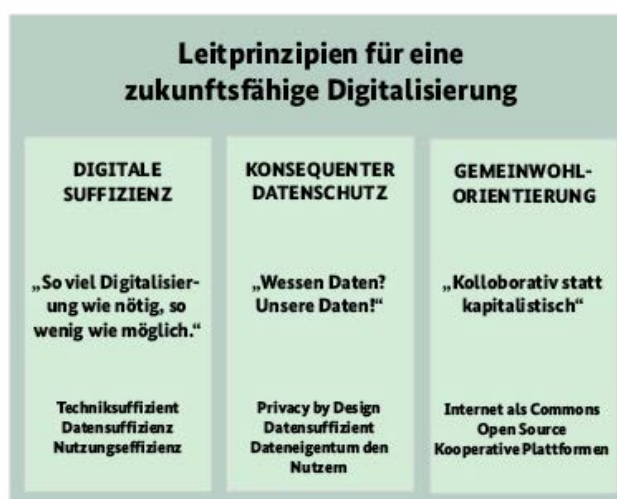 Leitprinzipien für eine
zukunftsfähige Digitalisierung
DIGITALE
SUFFIZIENZ
„So viel Digitalisier-
ung wie nötig, so
wenig wie möglich.“
Techniksuffizient
Datensuffizienz
Nutzungseffizienz
KONSEQUENTER
DATENSCHUTZ
„Wessen Daten?
Unsere Daten!“
Privacy by Design
Datensuffizient
Dateneigentum den
Nutzern
GEMEINWOHL-
ORIENTIERUNG
„Kolloborativ statt
kapitalistisch“
Internet als Commons
Open Source
Kooperative Plattformen